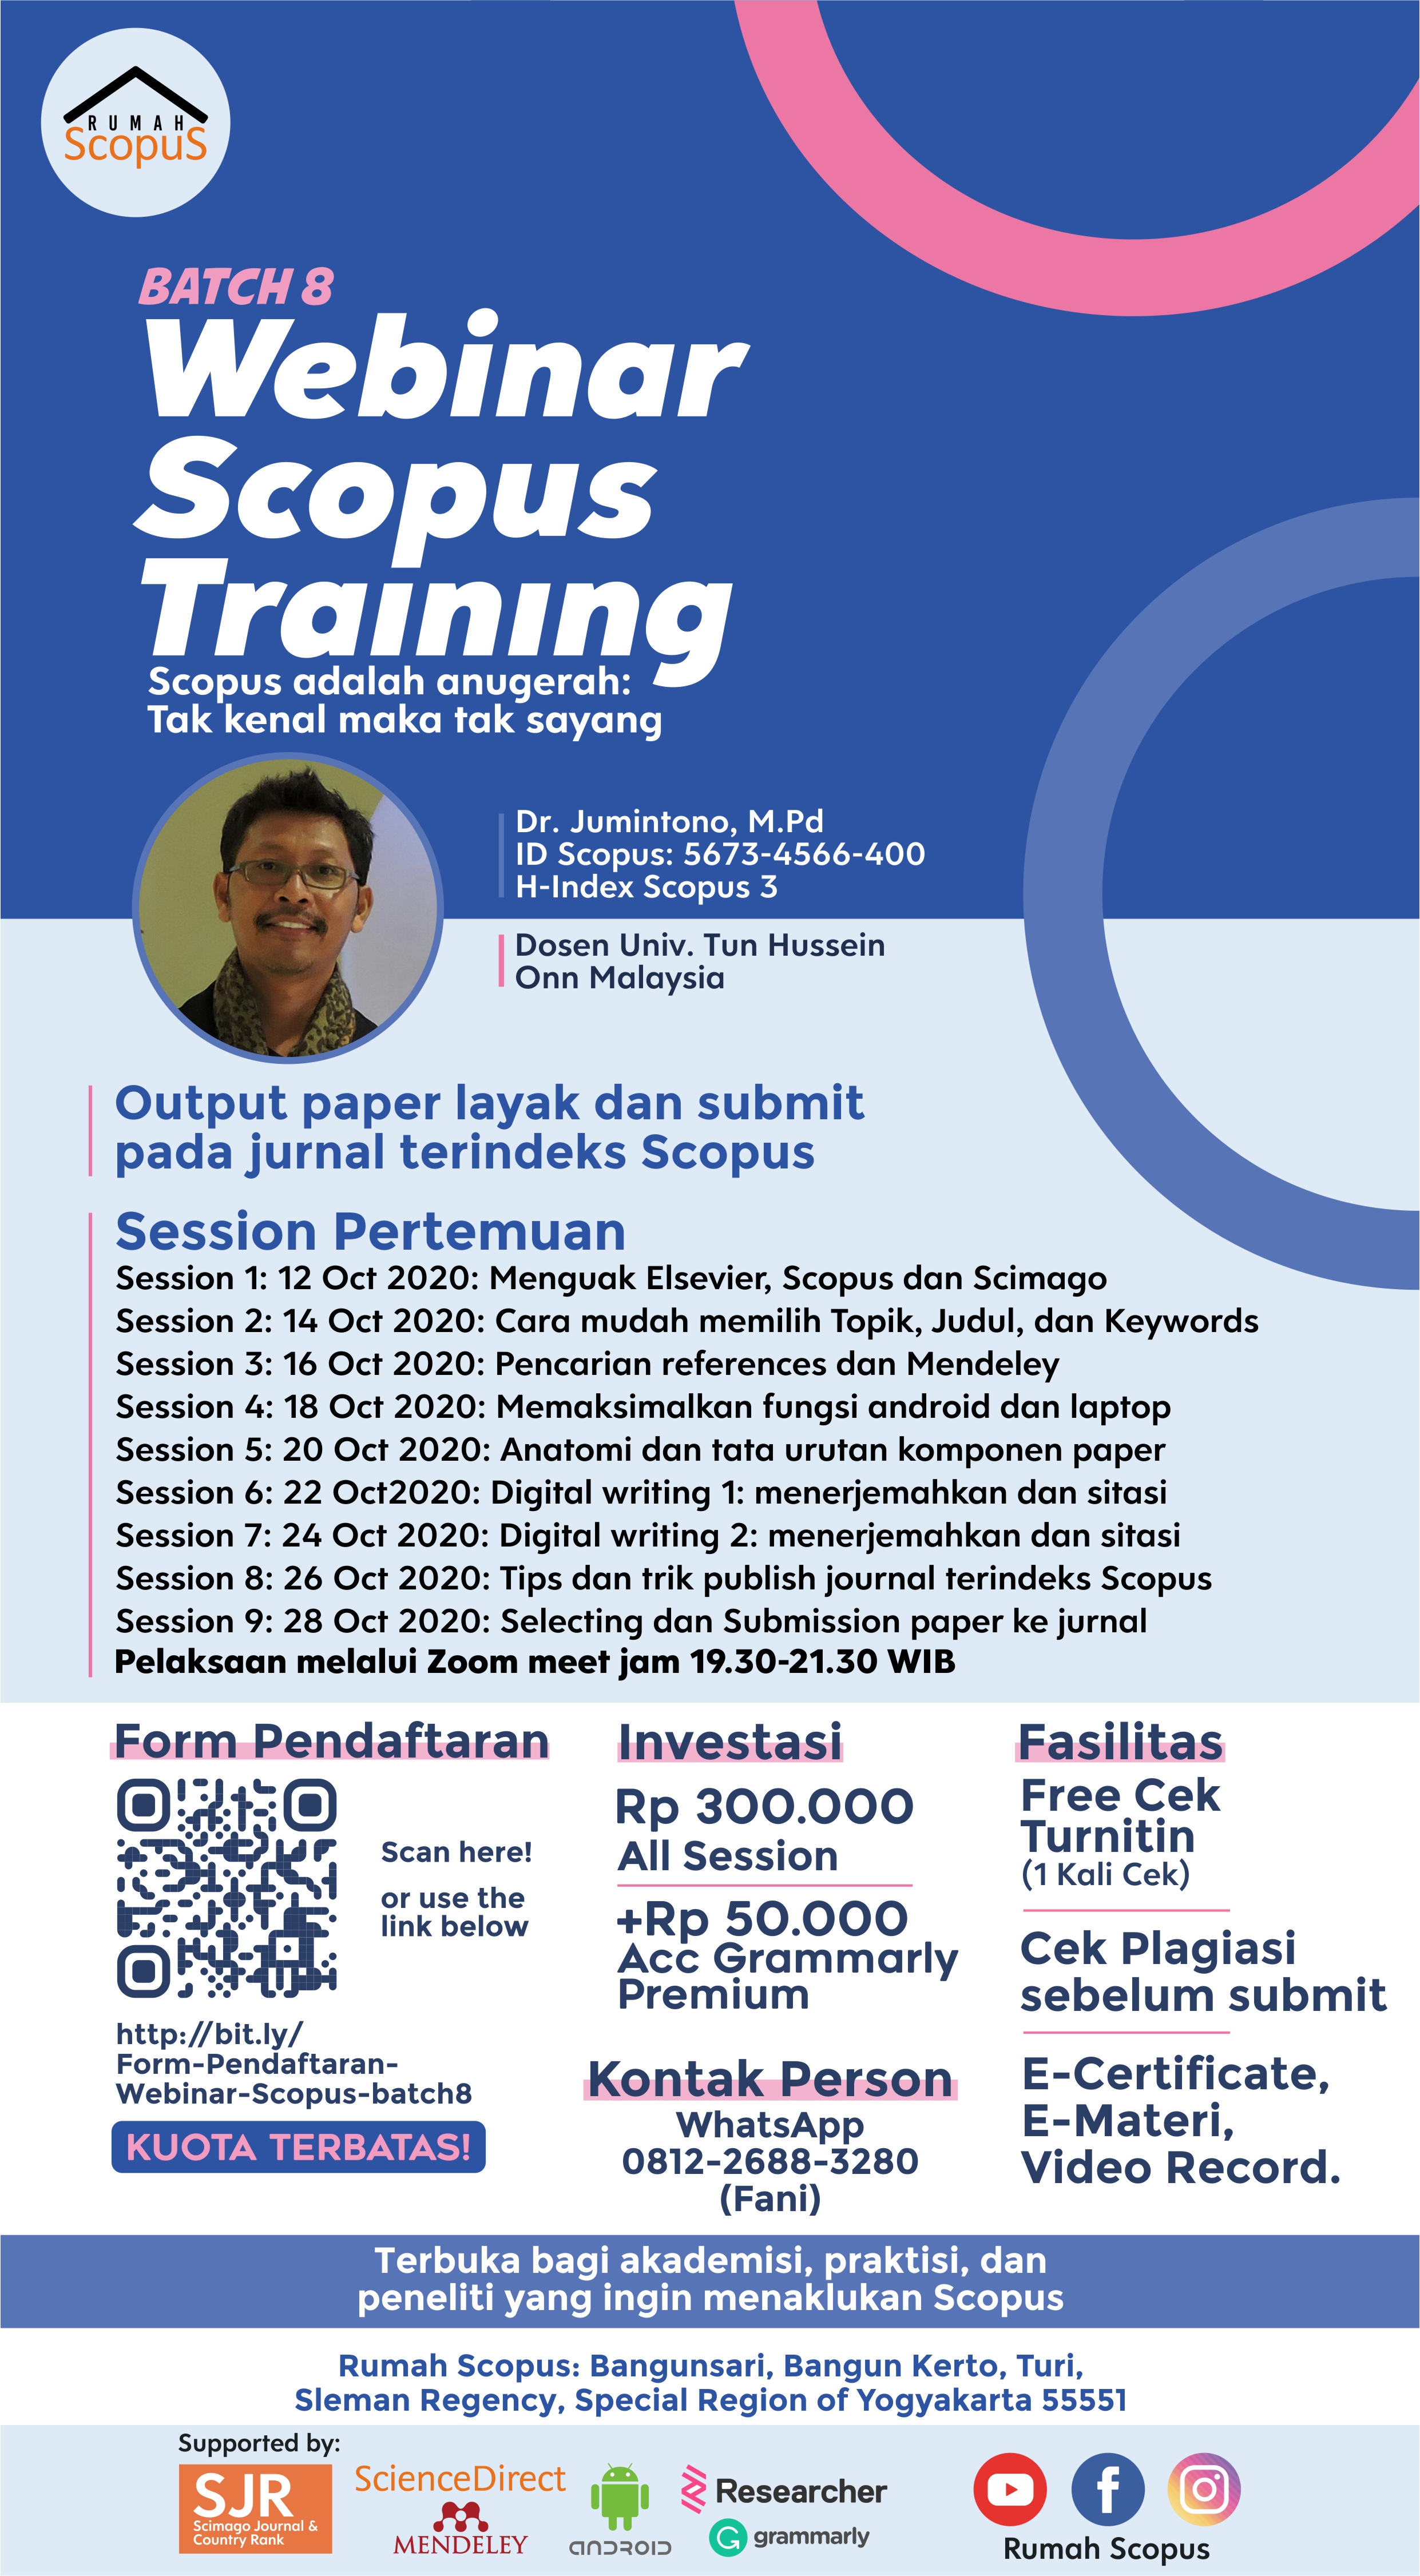 RUMAH
ScopuS
BATCH 8
Webinar
Scopus
Training
Scopus adalah anugerah:
Tak kenal maka tak sayang
Dr. Jumintono, M.Pd
ID Scopus: 5673-4566-400
H-Index Scopus 3
Dosen Univ. Tun Hussein
Onn Malaysia
Output paper layak dan submit
pada jurnal terindeks Scopus
Session Pertemuan
Session 1: 12 Oct 2020: Menguak Elsevier, Scopus dan Scimago
Session 2: 14 Oct 2020: Cara mudah memilih Topik, Judul, dan Keywords
Session 3: 16 Oct 2020: Pencarian references dan Mendeley
Session 4: 18 Oct 2020: Memaksimalkan fungsi android dan laptop
Session 5: 20 Oct 2020: Anatomi dan tata urutan komponen paper
Session 6: 22 Oct2020: Digital writing 1: menerjemahkan dan sitasi
Session 7: 24 Oct 2020: Digital writing 2: menerjemahkan dan sitasi
Session 8: 26 Oct 2020: Tips dan trik publish journal terindeks Scopus
Session 9: 28 Oct 2020: Selecting dan Submission paper ke jurnal
Pelaksaan melalui Zoom meet jam 19.30-21.30 WIB
Form Pendaftaran
Scan here!
or use the
link below
http://bit.ly/
Form-Pendaftaran-
Webinar-Scopus-batch8
KUOTA TERBATAS!
Investasi
Rp 300.000
All Session
+Rp 50.000
Acc Grammarly
Premium
Kontak Person
WhatsApp
0812-2688-3280
(Fani)
Fasilitas
Free Cek
Turnitin
(1 Kali Cek)
Cek Plagiasi
sebelum submit
E-Certificate,
E-Materi,
Video Record.
Terbuka bagi akademisi, praktisi, dan
peneliti yang ingin menaklukan Scopus
Rumah Scopus: Bangunsari, Bangun Kerto, Turi,
Sleman Regency, Special Region of Yogyakarta 55551
Supported by:
SJR
Scimago Journal &
Country Rank
ScienceDirect
MENDELEY
ANDROID
Researcher
grammarly
Rumah Scopus